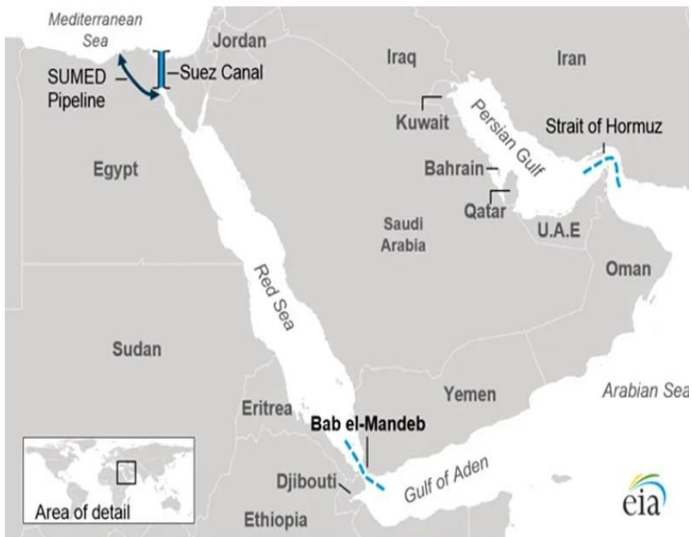 Mediterranean
Sea
Jordan
Iraq
Iran
SUMED
Pipeline
Suez Canal
Kuwait
Persian Gulf
Strait of Hormuz
Egypt
Bahrain
Qatar
Saudi
Arabia
U.A.E
Oman
Red Sea
Sudan
Yemen
Arabian Sea
Eritrea
Bab el-Mandeb
Djibouti
Gulf of Aden
Ethiopia
Area of detail
eia